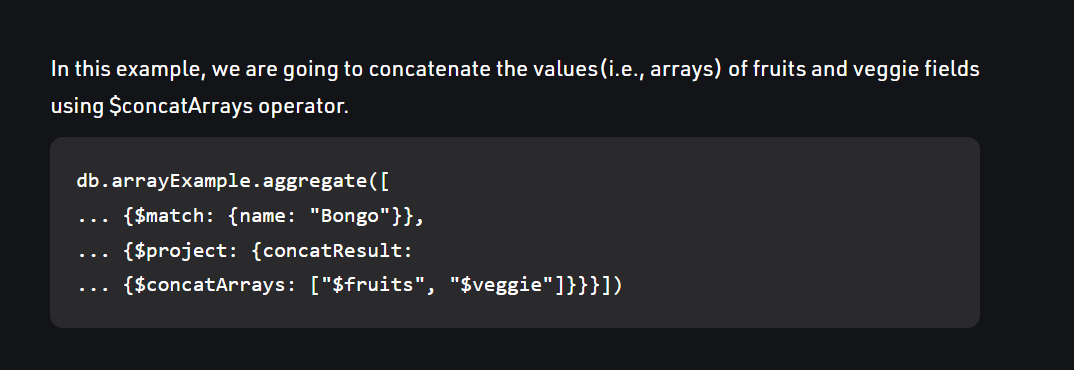 In this example, we are going to concatenate the values(i.e., arrays) of fruits and veggie fields
using $concatArrays operator.
db.arrayExample.aggregate([
... {$match: {name: "Bongo"}},
... {$project: {concatResult:
... {$concatArrays: ["$fruits", "$veggie"]}}}])